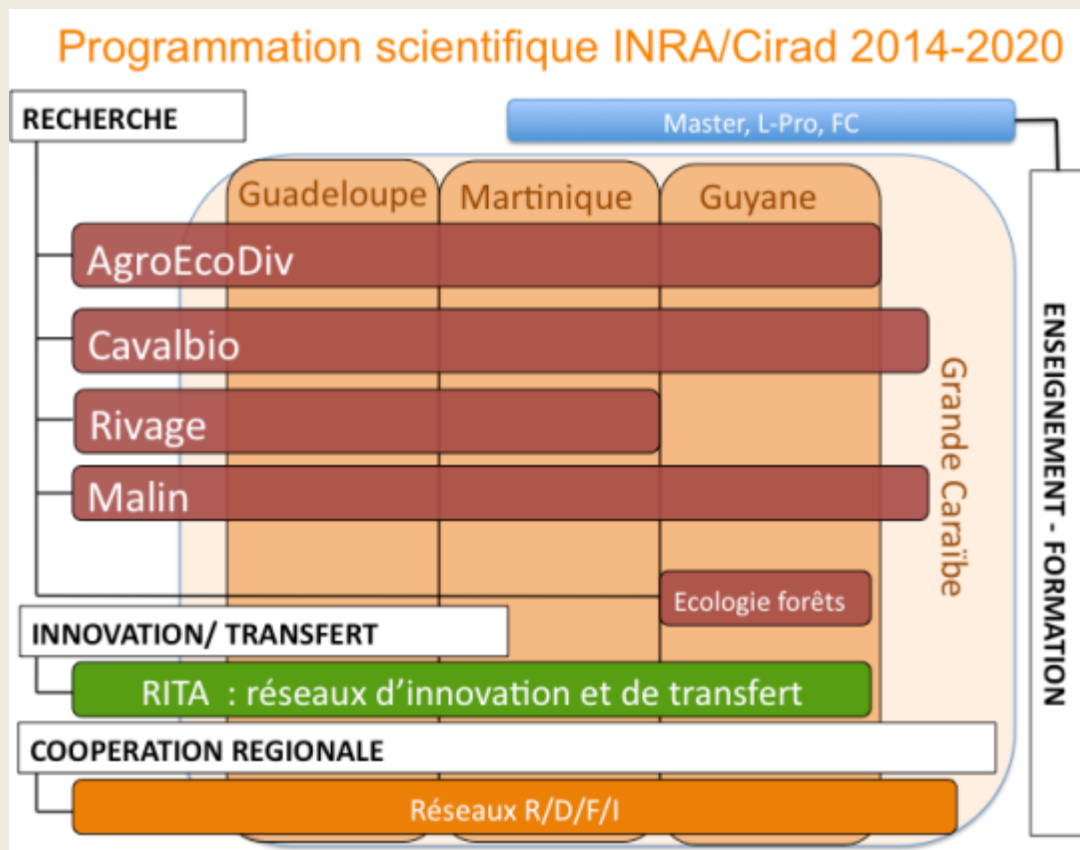 Programmation scientifique INRA/Cirad 2014-2020
RECHERCHE
Master, L-Pro, FC
Guadeloupe
Martinique
Guyane
AgroEcoDiv
Cavalbio
Rivage
Malin
Grande Caraïbe
ENSEIGNEMENT - FORMATION
Ecologie forêts
INNOVATION/ TRANSFERT
RITA : réseaux d'innovation et de transfert
COOPERATION REGIONALE
Réseaux R/D/F/I